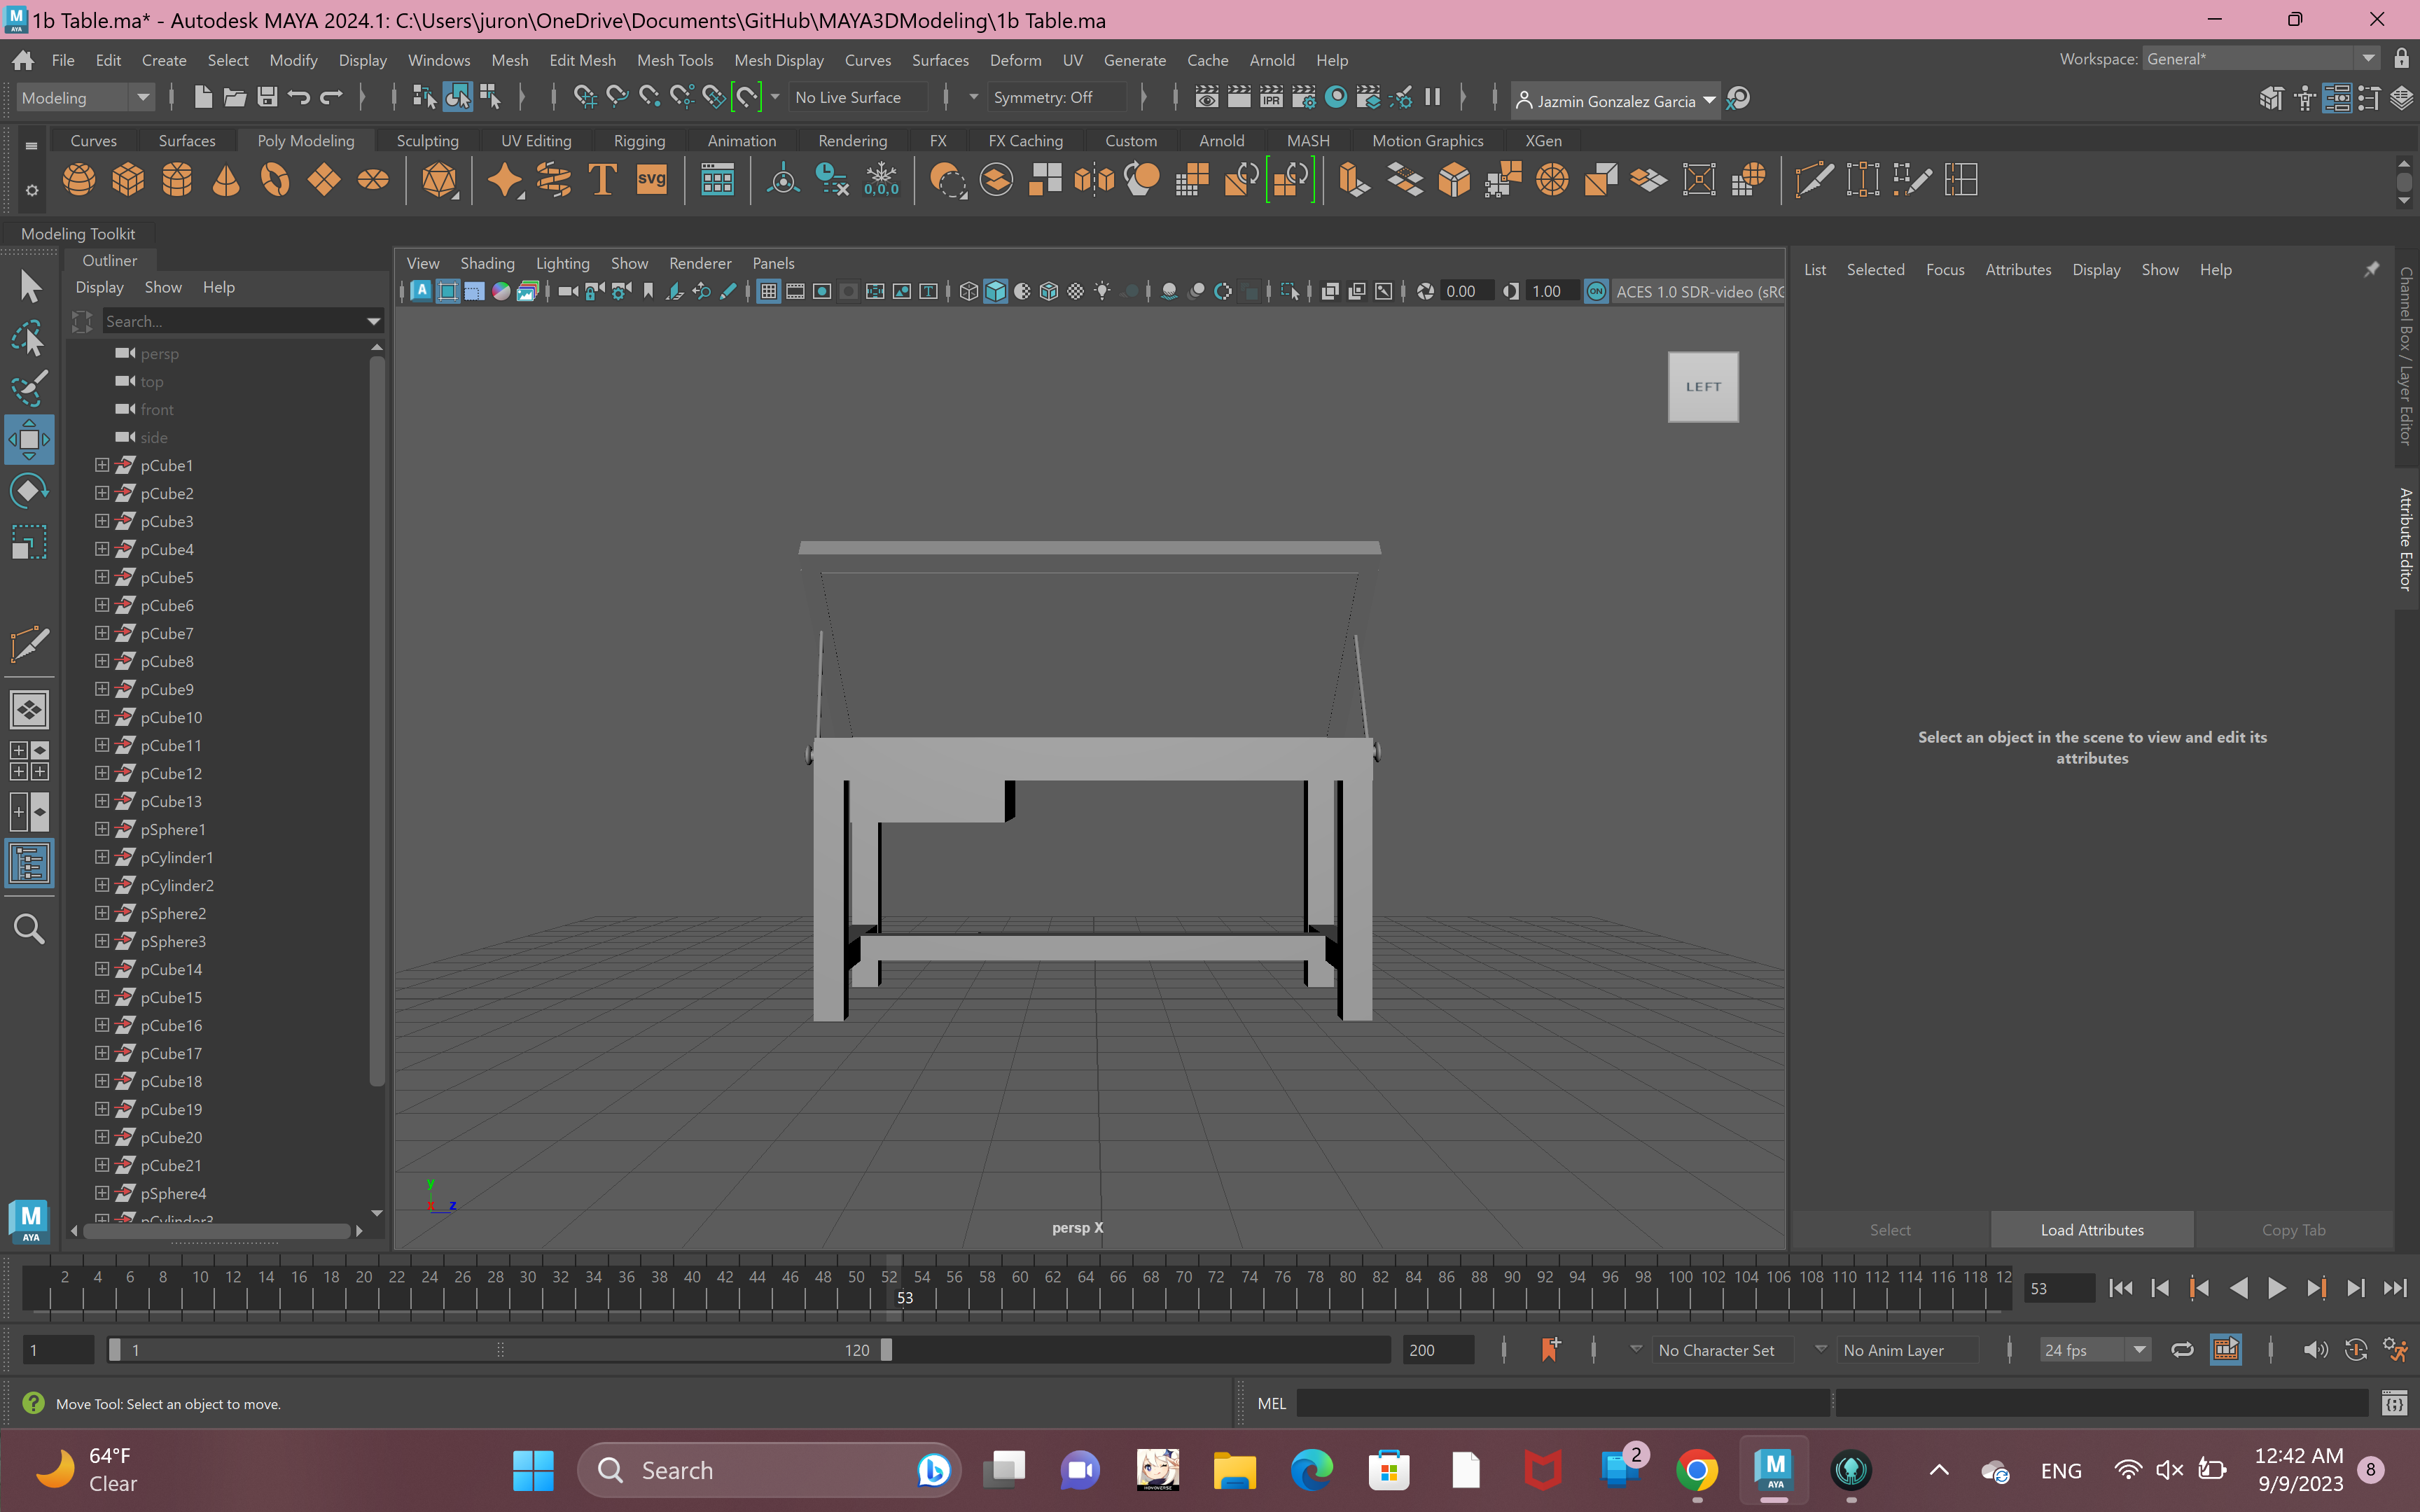 1b Table.ma* - Autodesk MAYA 2024.1: C:\Users\juron\OneDrive\Documents\GitHub\MAYA3DModeling\1b Table.ma
File Edit Create Select Modify Display Windows Mesh Edit Mesh Mesh Tools Mesh Display Curves Surfaces Deform UV Generate Cache Arnold Help
Workspace: General*
Modeling
No Live Surface
Symmetry: Off
IPR
Jazmin Gonzalez Garcia
Curves Surfaces Poly Modeling Sculpting UV Editing Rigging Animation Rendering FX FX Caching Custom Arnold MASH Motion Graphics XGen
T
svg
0,0,0
Modeling Toolkit
Outliner
Display Show Help
Search...
persp
top
front
side
pCube1
pCube2
pCube3
pCube4
pCube5
pCube6
pCube7
pCube8
pCube9
pCube10
pCube11
pCube12
pCube13
pSphere1
pCylinder1
pCylinder2
pSphere2
pSphere3
pCube14
pCube15
pCube16
pCube17
pCube18
pCube19
pCube20
pCube21
pSphere4
pCylinder3
View Shading Lighting Show Renderer Panels
0.00
1.00
ON
ACES 1.0 SDR-video (sRG
LEFT
y
z
persp X
List Selected Focus Attributes Display Show Help
Channel Box / Layer Editor
Attribute Editor
Select an object in the scene to view and edit its
attributes
Select
Load Attributes
Copy Tab
M
AYA
2 4 6 8 10 12 14 16 18 20 22 24 26 28 30 32 34 36 38 40 42 44 46 48 50 52 54 56 58 60 62 64 66 68 70 72 74 76 78 80 82 84 86 88 90 92 94 96 98 100 102 104 106 108 110 112 114 116 118 12
53
53
1
1
120
200
No Character Set
No Anim Layer
24 fps
Move Tool: Select an object to move.
MEL
64°F
Clear
Search
2
M
AYA
ENG
12:42 AM
9/9/2023
8